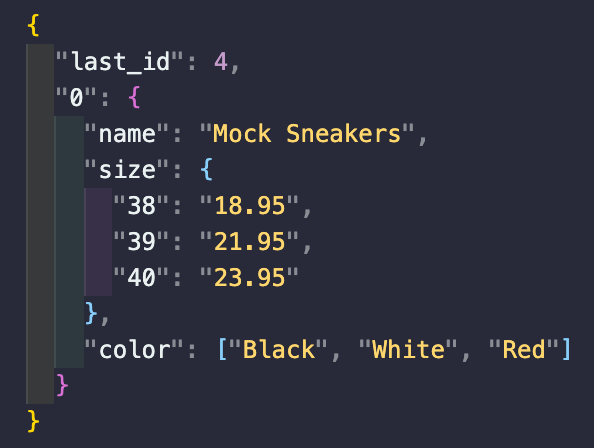 {
"last_id": 4,
"0": {
"name": "Mock Sneakers",
"size": {
"38": "18.95",
"39": "21.95",
"40": "23.95"
},
"color": ["Black", "White", "Red"]
}
}